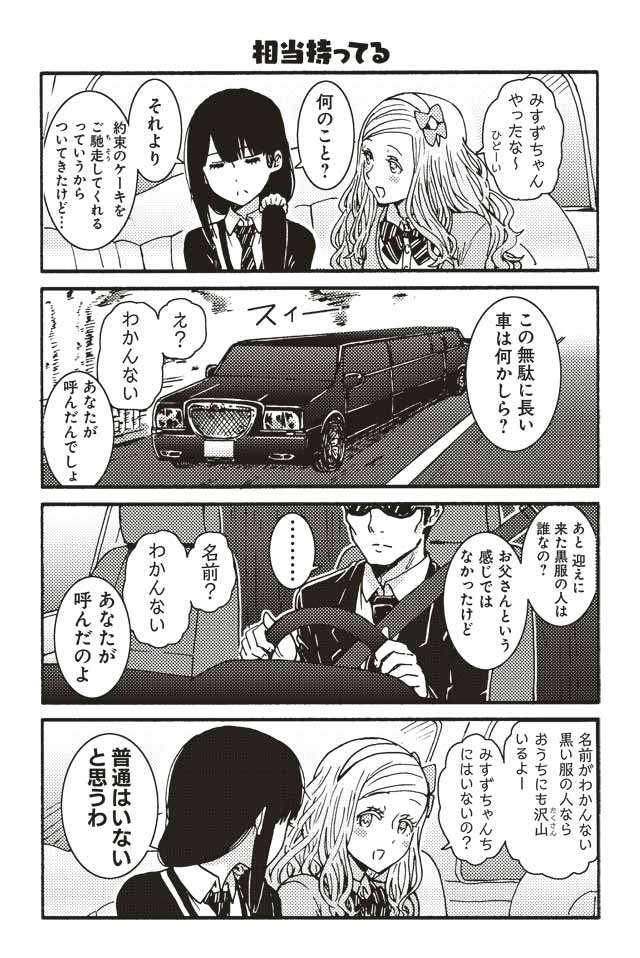 相当持ってる
みすずちゃん
やったな〜
ひどーい
何のこと？
それより
約束のケーキを
ご馳走してくれる
ちそう
っていうから
ついてきたけど…
この無駄に長い
車は何かしら？
スィー
え？
わかんない
あなたが
呼んだんでしょ
あと 迎えに
来た黒服の人は
誰なの？
お父さんという
感じでは
なかったけど
………
名前？
わかんない
あなたが
呼んだのよ
名前がわかんない
黒い服の人なら
おうちにも沢山
たくさん
いるよー
みすずちゃんち
にはいないの？
普通はいない
と思うわ